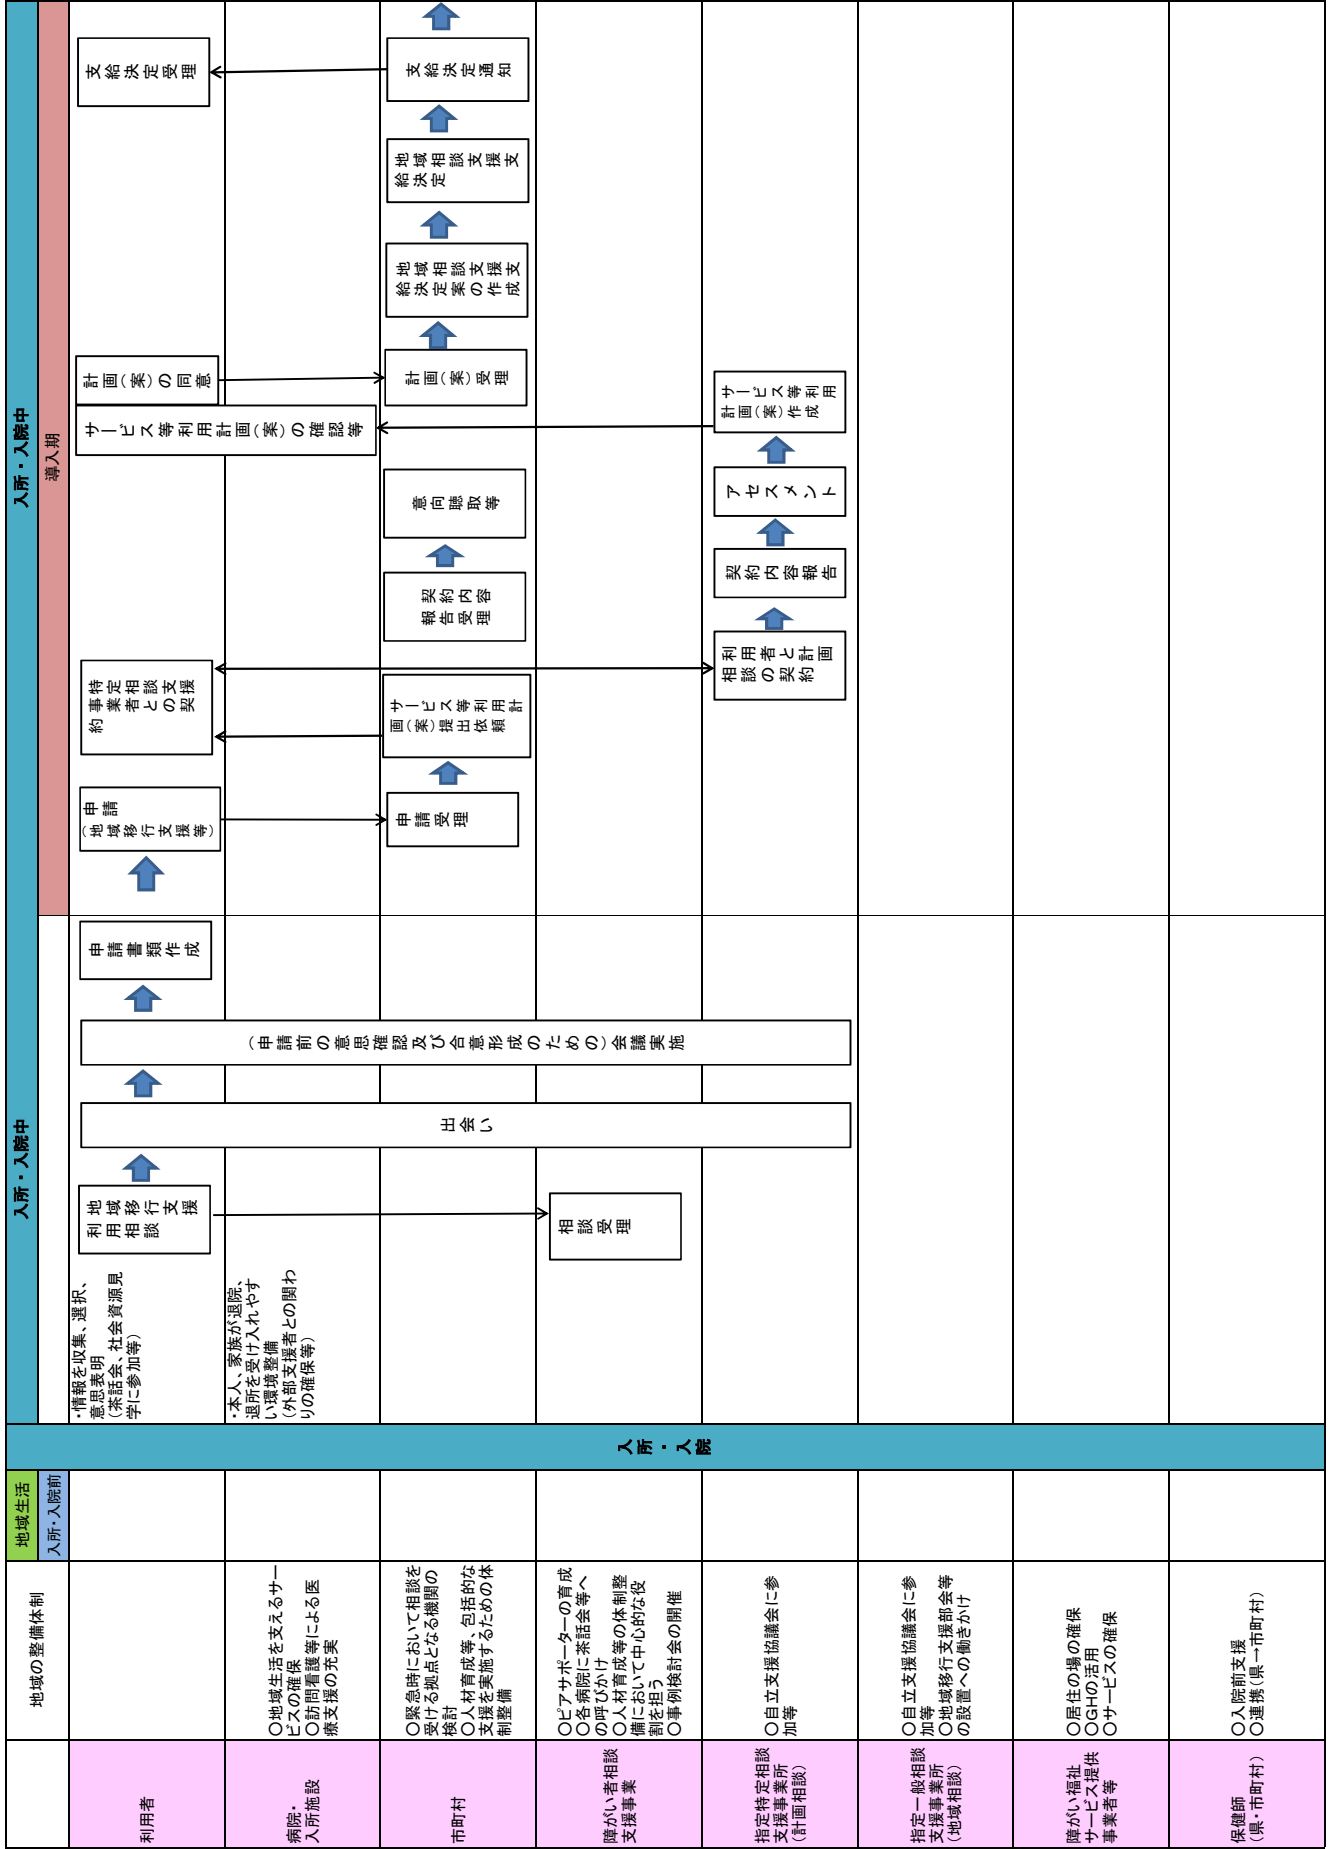 地域の整備体制
地域生活
入所・入院前
入所・入院
入所・入院中
入所・入院中
導入期
利用者
・情報を収集、選択、
意思表明
(茶話会、社会資源見
学に参加等)
地域移行支援
利用相談
出会い
(申請前の意思確認及び合意形成のための)会議実施
申請書類作成
申請
(地域移行支援等)
特定相談支援
事業者との契
約
サービス等利用計画(案)の確認等
計画(案)の同意
支給決定受理
病院・
入所施設
○地域生活を支えるサー
ビスの確保
○訪問看護等による医
療支援の充実
・本人、家族が退院、
退所を受け入れやす
い環境整備
(外部支援者との関わ
りの確保等)
市町村
○緊急時において相談を
受ける拠点となる機関の
検討
○人材育成等、包括的な
支援を実施するための体
制整備
申請受理
サービス等利用計
画(案)提出依頼
契約内容
報告受理
意向聴取等
計画(案)受理
地域相談支援支
給決定案の作成
地域相談支援支
給決定
支給決定通知
障がい者相談
支援事業
○ピアサポーターの育成
○各病院に茶話会等へ
の呼びかけ
○人材育成等の体制整
備において中心的な役
割を担う
○事例検討会の開催
相談受理
指定特定相談
支援事業所
(計画相談)
○自立支援協議会に参
加等
利用者と計画
相談の契約
契約内容報告
アセスメント
サービス等利用
計画(案)作成
指定一般相談
支援事業所
(地域相談)
○自立支援協議会に参
加等
○地域移行支援部会等
の設置への働きかけ
障がい福祉
サービス提供
事業者等
○居住の場の確保
○GHの活用
○サービスの確保
保健師
(県・市町村)
○入院前支援
○連携(県→市町村)